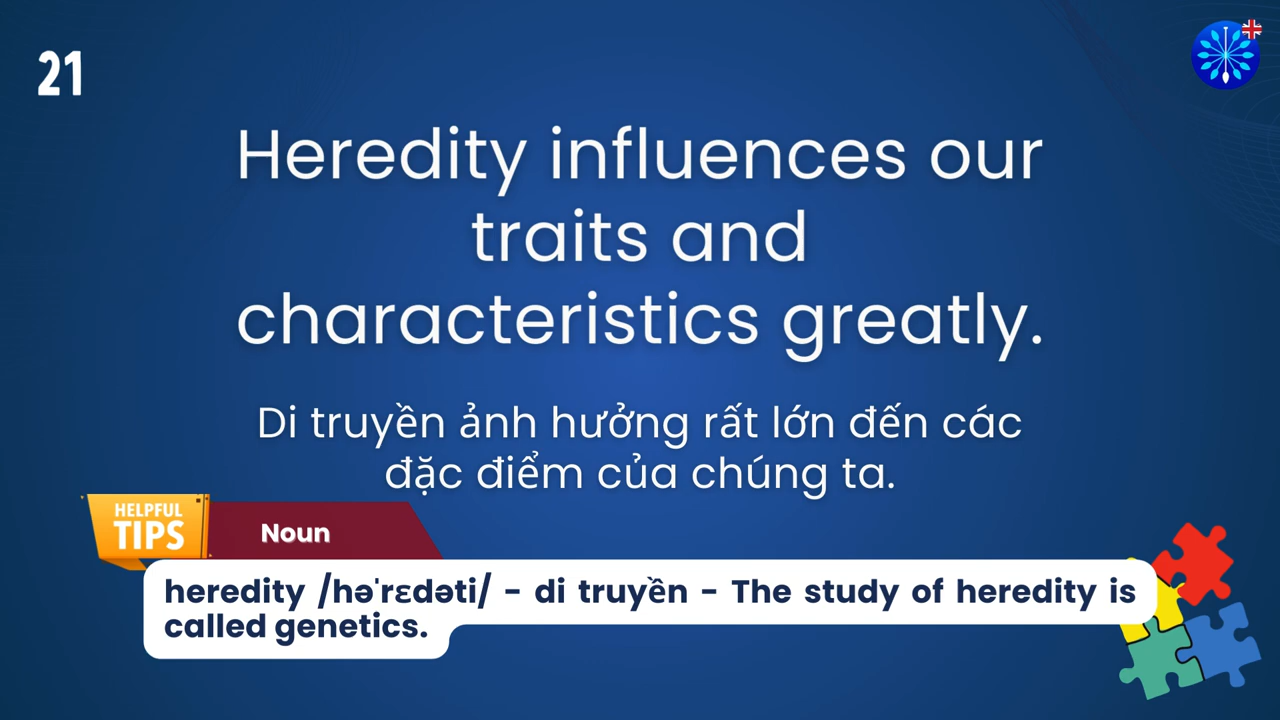 21
Heredity influences our
traits and
characteristics greatly.
Di truyền ảnh hưởng rất lớn đến các
đặc điểm của chúng ta.
HELPFUL
TIPS
Noun
heredity /həˈrɛdəti/ - di truyền - The study of heredity is
called genetics.